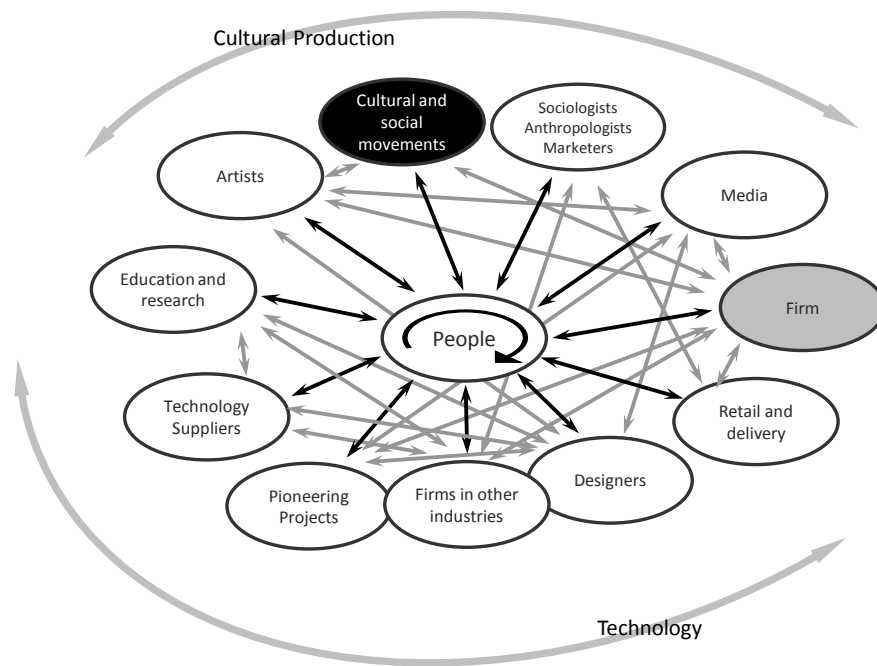 Cultural Production
Cultural and
social
movements
Sociologists
Anthropologists
Marketers
Artists
Media
Education and
research
Firm
People
Technology
Suppliers
Retail and
delivery
Pioneering
Projects
Firms in other
industries
Designers
Technology